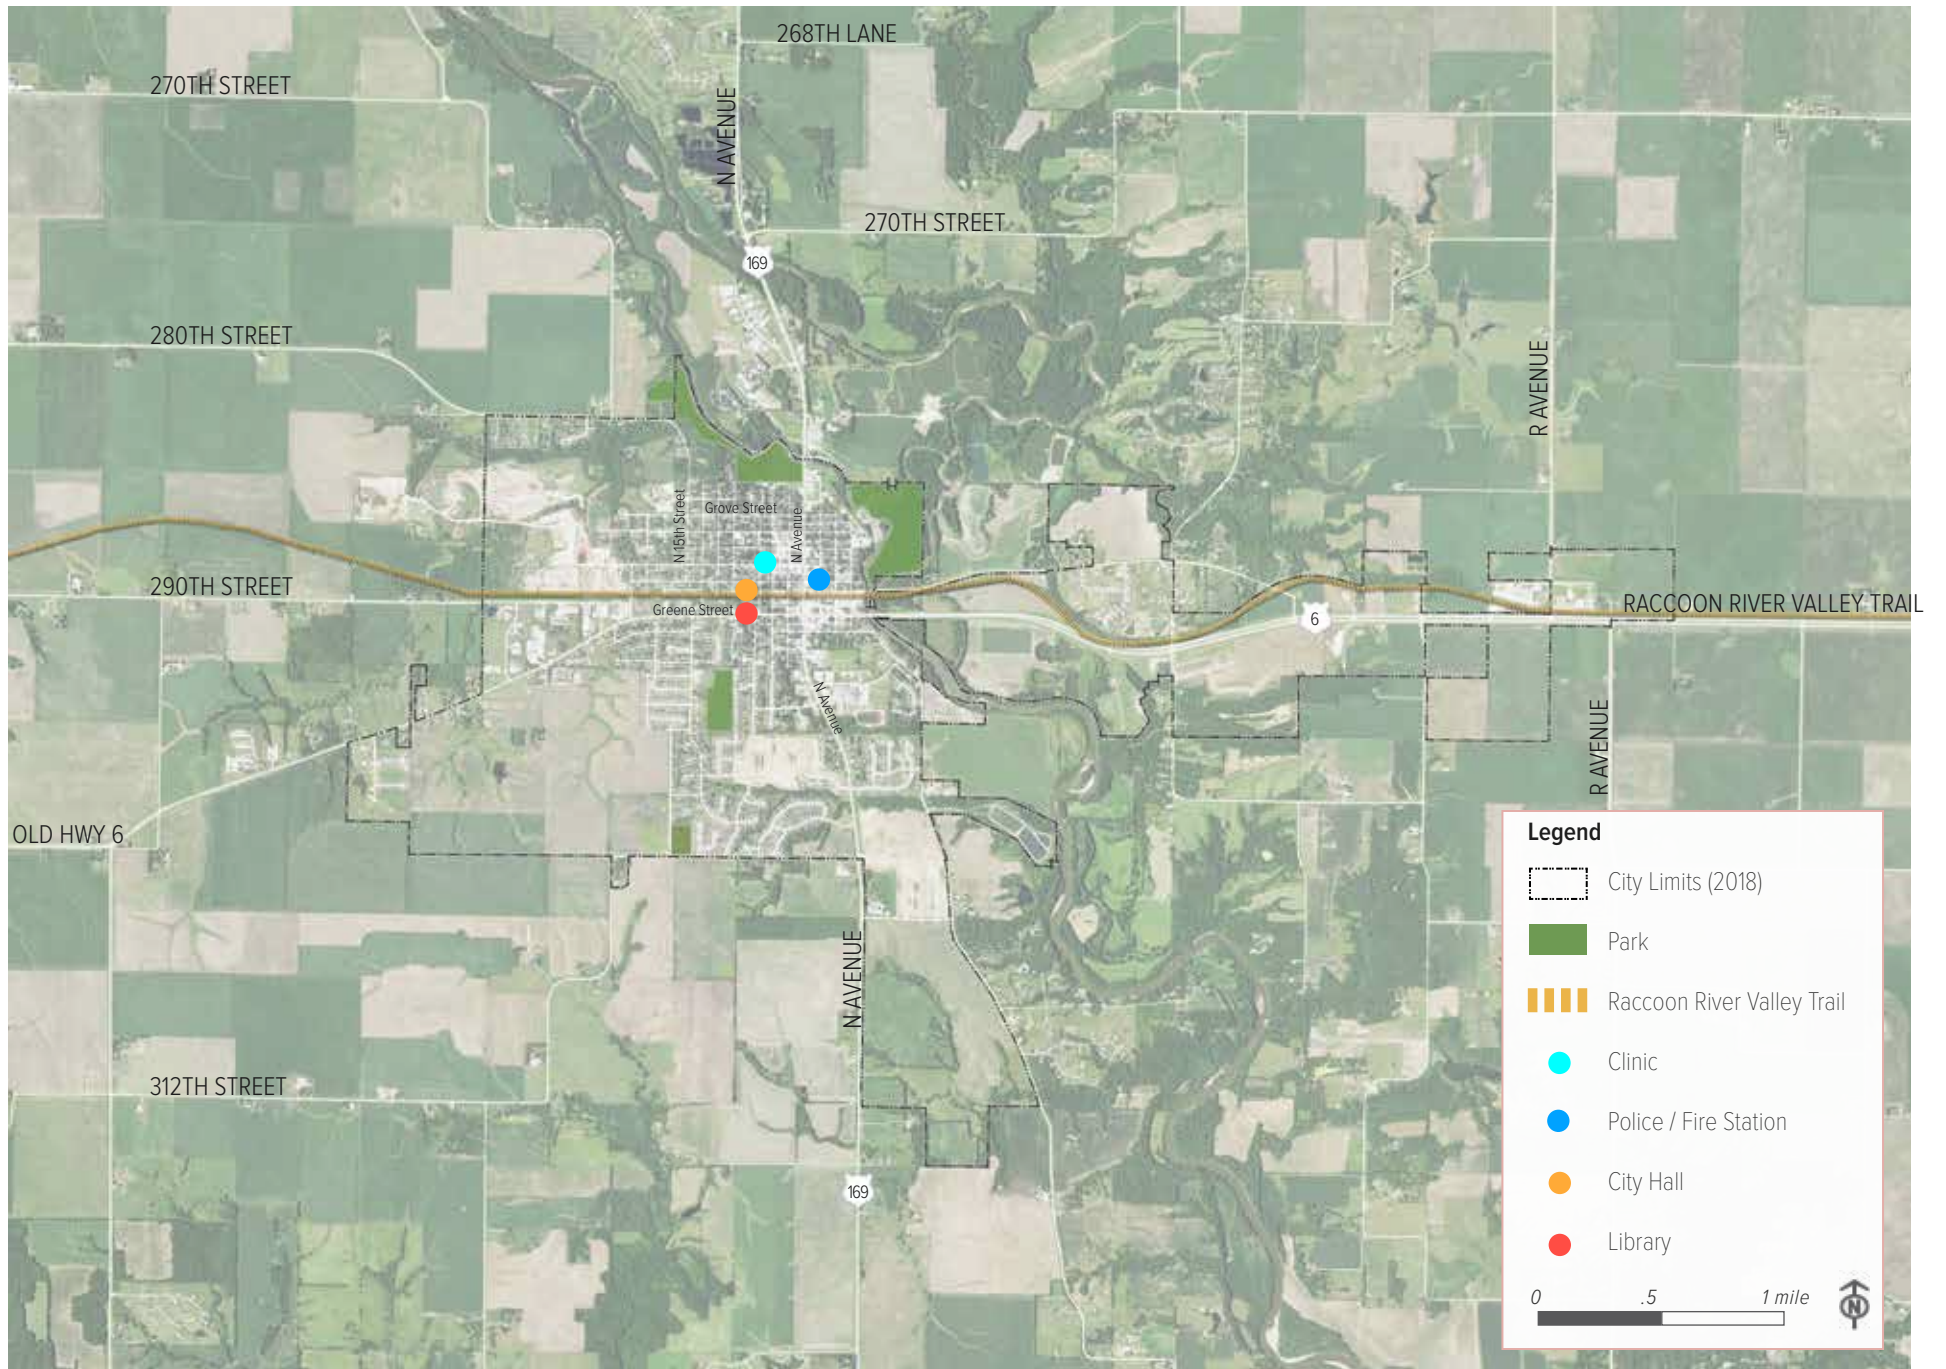 268TH LANE
270TH STREET
N AVENUE
270TH STREET
169
280TH STREET
R AVENUE
N 15th Street
Grove Street
N Avenue
290TH STREET
Greene Street
RACCOON RIVER VALLEY TRAIL
6
N Avenue
R AVENUE
OLD HWY 6
N AVENUE
312TH STREET
169
Legend
City Limits (2018)
Park
Raccoon River Valley Trail
Clinic
Police / Fire Station
City Hall
Library
0 .5 1 mile
N